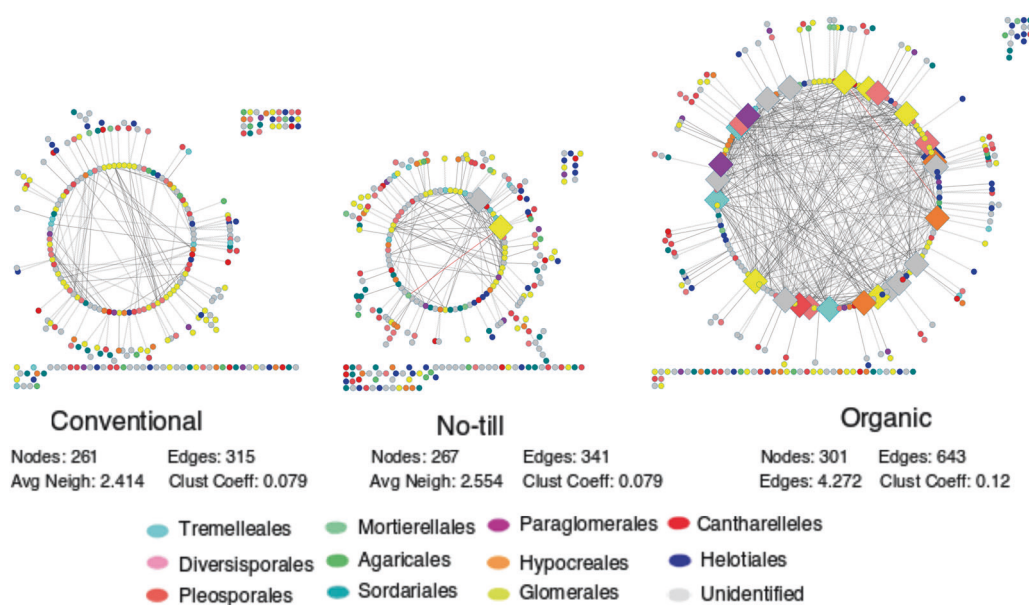 Conventional
No-till
Organic
Nodes: 261 Edges: 315
Avg Neigh: 2.414 Clust Coeff: 0.079
Nodes: 267 Edges: 341
Avg Neigh: 2.554 Clust Coeff: 0.079
Nodes: 301 Edges: 643
Edges: 4.272 Clust Coeff: 0.12
Tremelleales Mortierellales Paraglomerales Cantharelleles
Diversisporales Agaricales Hypocreales Helotiales
Pleosporales Sordariales Glomerales Unidentified